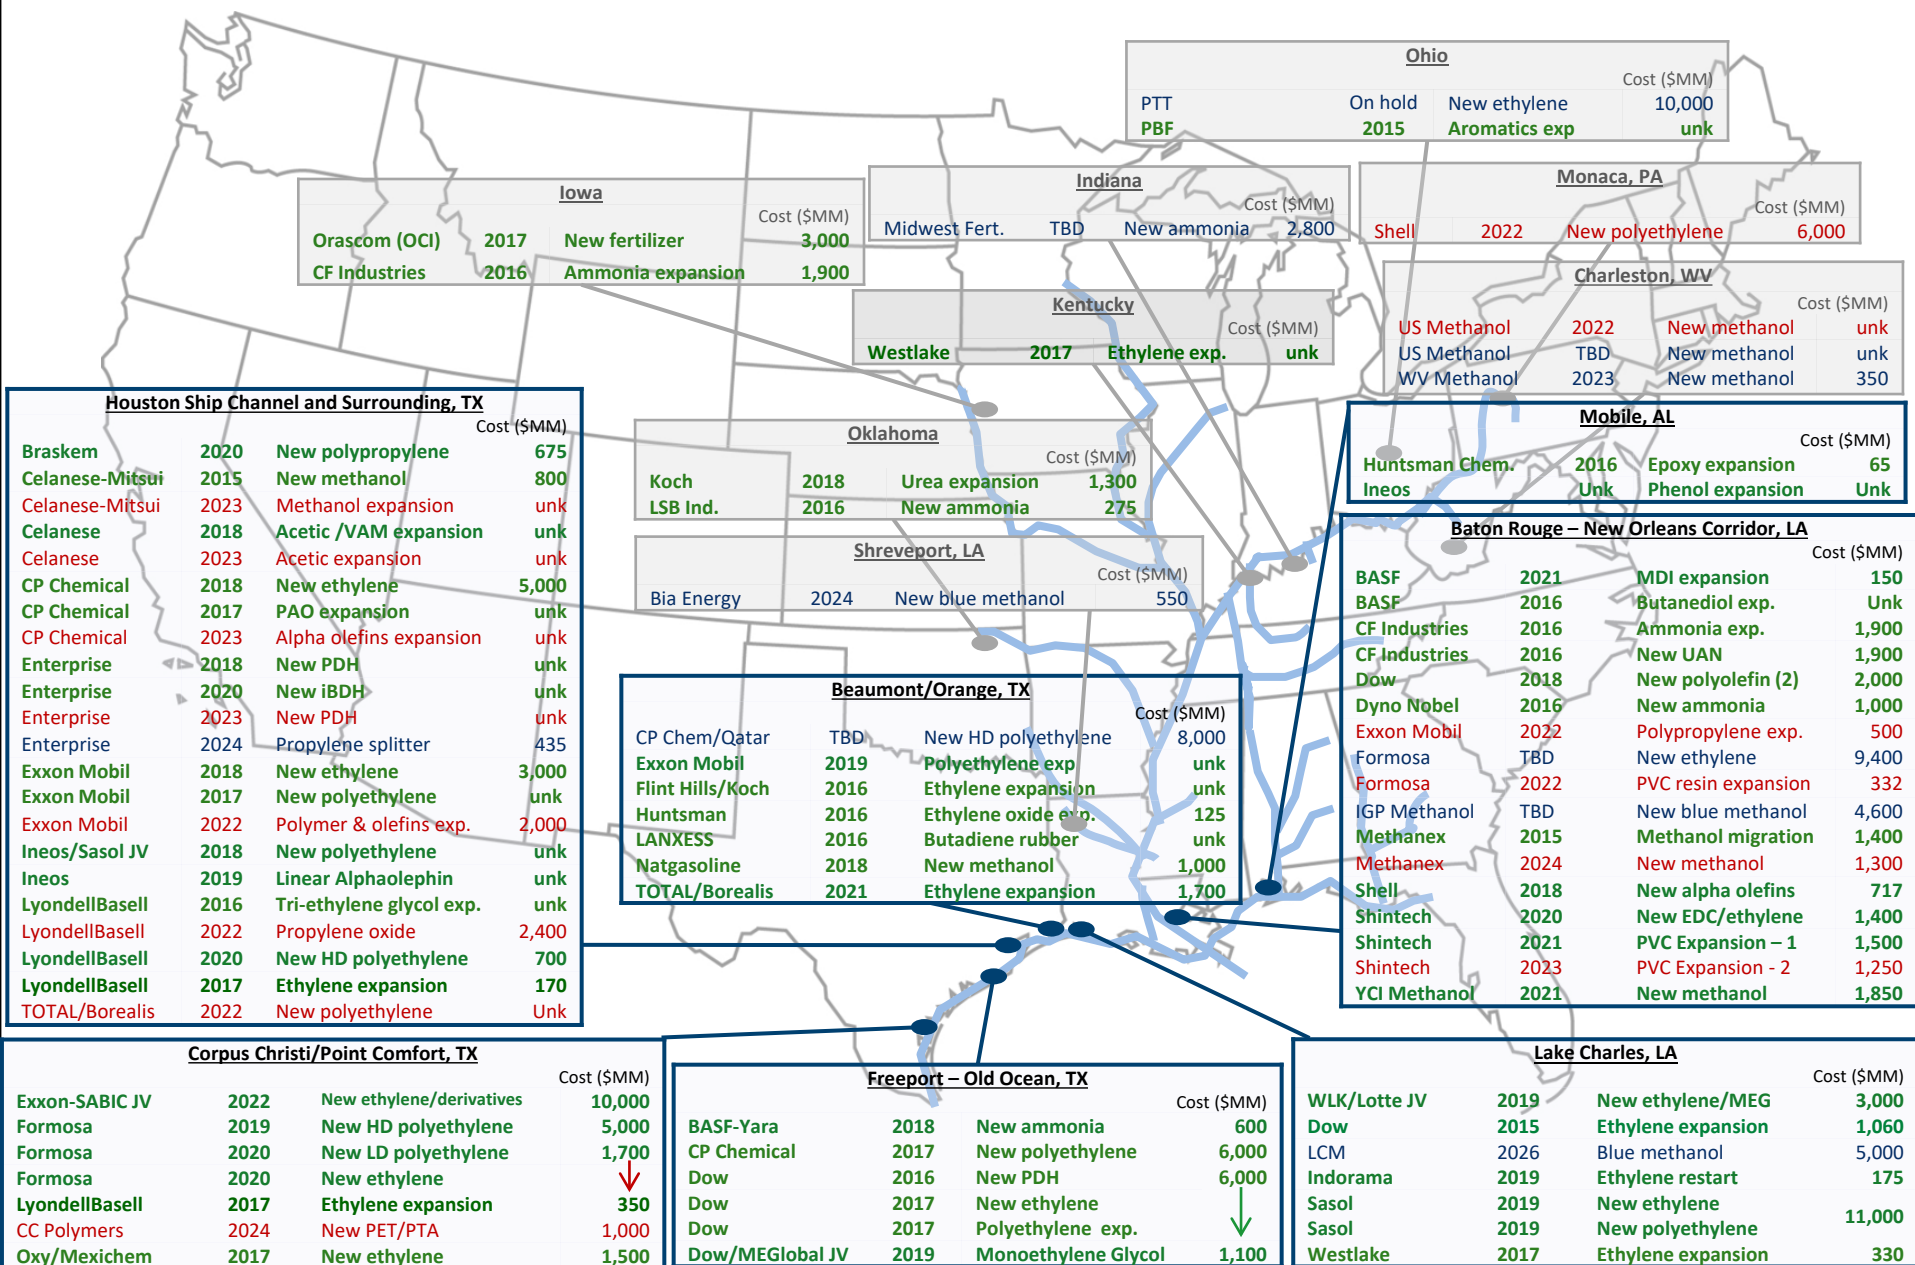 Ohio
Cost ($MM)
PTT On hold New ethylene 10,000
PBF 2015 Aromatics exp unk
Iowa
Cost ($MM)
Orascom (OCI) 2017 New fertilizer 3,000
CF Industries 2016 Ammonia expansion 1,900
Indiana
Cost ($MM)
Midwest Fert. TBD New ammonia 2,800
Monaca, PA
Cost ($MM)
Shell 2022 New polyethylene 6,000
Charleston, WV
Cost ($MM)
US Methanol 2022 New methanol unk
US Methanol TBD New methanol unk
WV Methanol 2023 New methanol 350
Kentucky
Cost ($MM)
Westlake 2017 Ethylene exp. unk
Houston Ship Channel and Surrounding, TX
Cost ($MM)
Braskem 2020 New polypropylene 675
Celanese-Mitsui 2015 New methanol 800
Celanese-Mitsui 2023 Methanol expansion unk
Celanese 2018 Acetic /VAM expansion unk
Celanese 2023 Acetic expansion unk
CP Chemical 2018 New ethylene 5,000
CP Chemical 2017 PAO expansion unk
CP Chemical 2023 Alpha olefins expansion unk
Enterprise 2018 New PDH unk
Enterprise 2020 New iBDH unk
Enterprise 2023 New PDH unk
Enterprise 2024 Propylene splitter 435
Exxon Mobil 2018 New ethylene 3,000
Exxon Mobil 2017 New polyethylene unk
Exxon Mobil 2022 Polymer & olefins exp. 2,000
Ineos/Sasol JV 2018 New polyethylene unk
Ineos 2019 Linear Alphaolephin unk
LyondellBasell 2016 Tri-ethylene glycol exp. unk
LyondellBasell 2022 Propylene oxide 2,400
LyondellBasell 2020 New HD polyethylene 700
LyondellBasell 2017 Ethylene expansion 170
TOTAL/Borealis 2022 New polyethylene Unk
Oklahoma
Cost ($MM)
Koch 2018 Urea expansion 1,300
LSB Ind. 2016 New ammonia 275
Shreveport, LA
Cost ($MM)
Bia Energy 2024 New blue methanol 550
Mobile, AL
Cost ($MM)
Huntsman Chem. 2016 Epoxy expansion 65
Ineos Unk Phenol expansion Unk
Beaumont/Orange, TX
Cost ($MM)
CP Chem/Qatar TBD New HD polyethylene 8,000
Exxon Mobil 2019 Polyethylene exp unk
Flint Hills/Koch 2016 Ethylene expansion unk
Huntsman 2016 Ethylene oxide exp. 125
LANXESS 2016 Butadiene rubber unk
Natgasoline 2018 New methanol 1,000
TOTAL/Borealis 2021 Ethylene expansion 1,700
Baton Rouge – New Orleans Corridor, LA
Cost ($MM)
BASF 2021 MDI expansion 150
BASF 2016 Butanediol exp. Unk
CF Industries 2016 Ammonia exp. 1,900
CF Industries 2016 New UAN 1,900
Dow 2018 New polyolefin (2) 2,000
Dyno Nobel 2016 New ammonia 1,000
Exxon Mobil 2022 Polypropylene exp. 500
Formosa TBD New ethylene 9,400
Formosa 2022 PVC resin expansion 332
IGP Methanol TBD New blue methanol 4,600
Methanex 2015 Methanol migration 1,400
Methanex 2024 New methanol 1,300
Shell 2018 New alpha olefins 717
Shintech 2020 New EDC/ethylene 1,400
Shintech 2021 PVC Expansion – 1 1,500
Shintech 2023 PVC Expansion - 2 1,250
YCI Methanol 2021 New methanol 1,850
Corpus Christi/Point Comfort, TX
Cost ($MM)
Exxon-SABIC JV 2022 New ethylene/derivatives 10,000
Formosa 2019 New HD polyethylene 5,000
Formosa 2020 New LD polyethylene 1,700
Formosa 2020 New ethylene
LyondellBasell 2017 Ethylene expansion 350
CC Polymers 2024 New PET/PTA 1,000
Oxy/Mexichem 2017 New ethylene 1,500
Freeport – Old Ocean, TX
Cost ($MM)
BASF-Yara 2018 New ammonia 600
CP Chemical 2017 New polyethylene 6,000
Dow 2016 New PDH 6,000
Dow 2017 New ethylene
Dow 2017 Polyethylene exp.
Dow/MEGlobal JV 2019 Monoethylene Glycol 1,100
Lake Charles, LA
Cost ($MM)
WLK/Lotte JV 2019 New ethylene/MEG 3,000
Dow 2015 Ethylene expansion 1,060
LCM 2026 Blue methanol 5,000
Indorama 2019 Ethylene restart 175
Sasol 2019 New ethylene
11,000
Sasol 2019 New polyethylene
Westlake 2017 Ethylene expansion 330